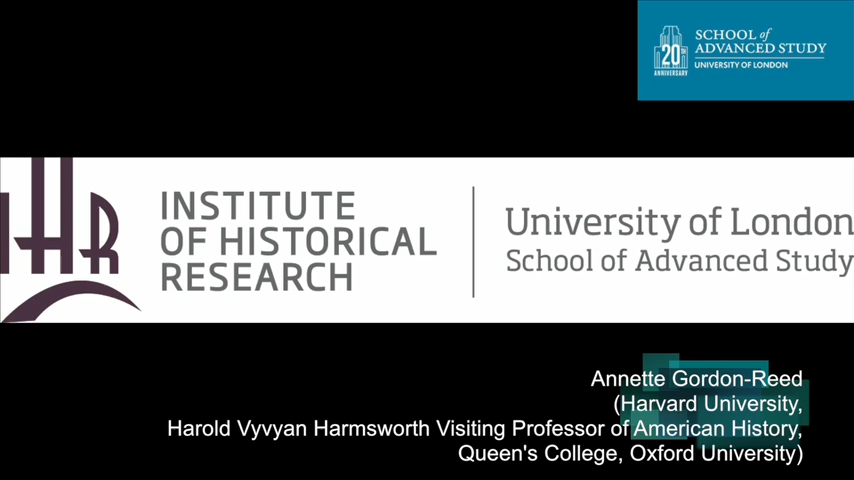 SCHOOL of
ADVANCED STUDY
UNIVERSITY OF LONDON
20TH
ANNIVERSARY
IHR
INSTITUTE
OF HISTORICAL
RESEARCH
University of London
School of Advanced Study
Annette Gordon-Reed
(Harvard University,
Harold Vyvyan Harmsworth Visiting Professor of American History,
Queen's College, Oxford University)